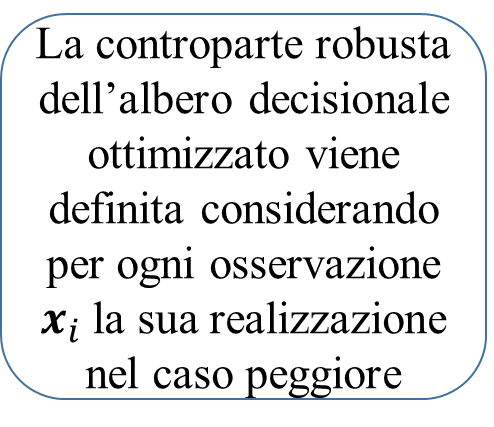 La controparte robusta
dell’albero decisionale
ottimizzato viene
definita considerando
per ogni osservazione
𝒙ᵢ la sua realizzazione
nel caso peggiore